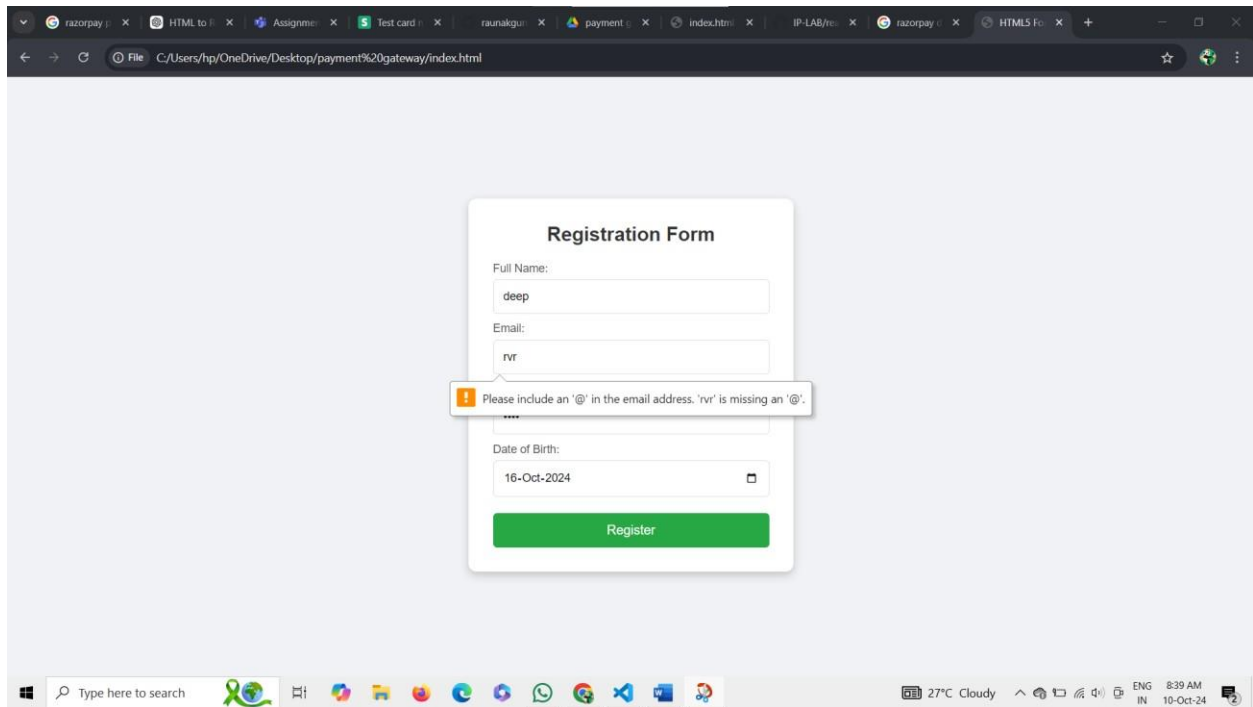 razorpay p
HTML to R
Assignmer
Test card n
raunakgur
payment g
index.html
IP-LAB/re
razorpay d
HTML5 Fo
File C:/Users/hp/OneDrive/Desktop/payment%20gateway/index.html
Registration Form
Full Name:
deep
Email:
rvr
Please include an '@' in the email address. 'rvr' is missing an '@'.
••••
Date of Birth:
16-Oct-2024
Register
Type here to search
27°C Cloudy
ENG
IN
8:39 AM
10-Oct-24
2